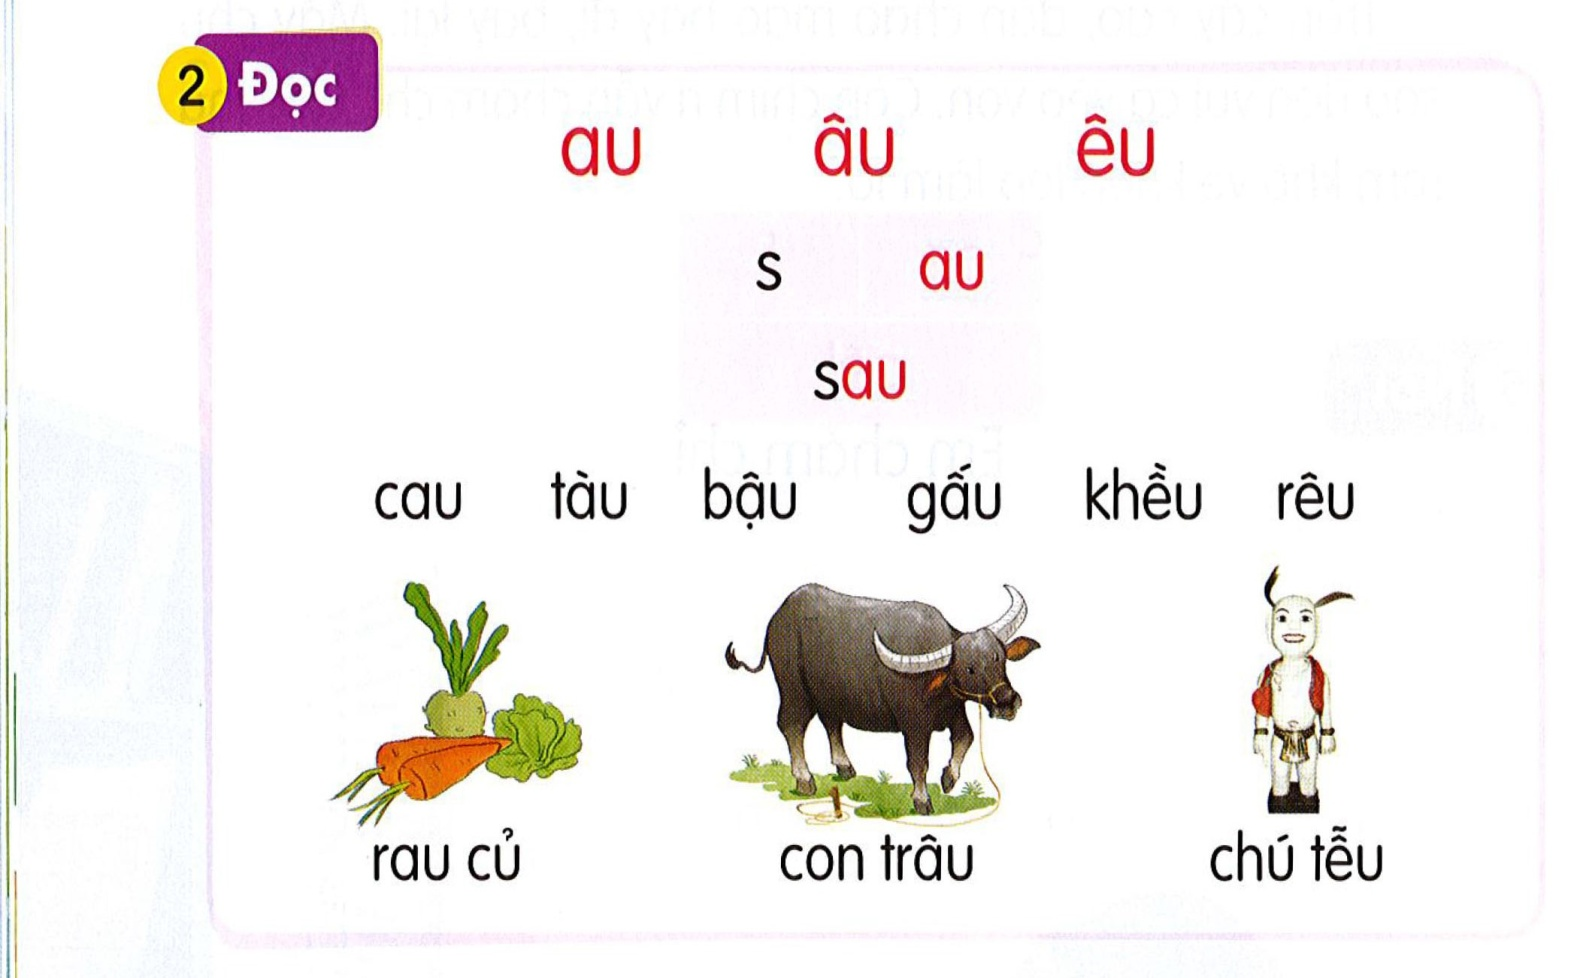 2 Đọc
au âu êu
s au
sau
cau tàu bậu gấu khều rêu
rau củ con trâu chú tễu